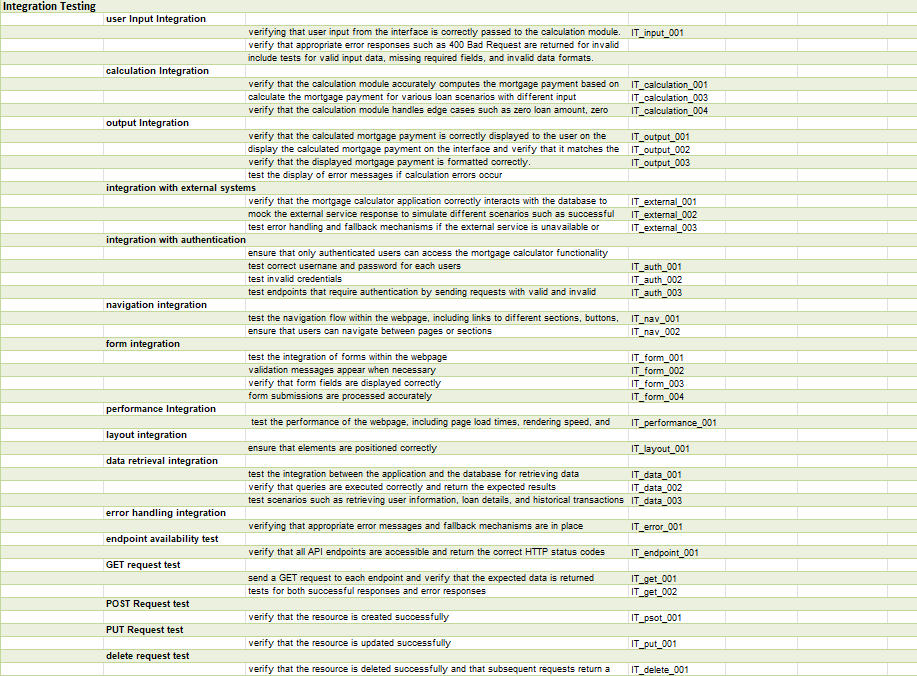 Integration Testing
user Input Integration
verifying that user input from the interface is correctly passed to the calculation module. IT_input_001
verify that appropriate error responses such as 400 Bad Request are returned for invalid
include tests for valid input data, missing required fields, and invalid data formats.
calculation Integration
verify that the calculation module accurately computes the mortgage payment based on IT_calculation_001
calculate the mortgage payment for various loan scenarios with different input IT_calculation_003
verify that the calculation module handles edge cases such as zero loan amount, zero IT_calculation_004
output Integration
verify that the calculated mortgage payment is correctly displayed to the user on the IT_output_001
display the calculated mortgage payment on the interface and verify that it matches the IT_output_002
verify that the displayed mortgage payment is formatted correctly. IT_output_003
test the display of error messages if calculation errors occur
integration with external systems
verify that the mortgage calculator application correctly interacts with the database to IT_external_001
mock the external service response to simulate different scenarios such as successful IT_external_002
test error handling and fallback mechanisms if the external service is unavailable or IT_external_003
integration with authentication
ensure that only authenticated users can access the mortgage calculator functionality
test correct usernane and password for each users IT_auth_001
test invalid credentials IT_auth_002
test endpoints that require authentication by sending requests with valid and invalid IT_auth_003
navigation integration
test the navigation flow within the webpage, including links to different sections, buttons, IT_nav_001
ensure that users can navigate between pages or sections IT_nav_002
form integration
test the integration of forms within the webpage IT_form_001
validation messages appear when necessary IT_form_002
verify that form fields are displayed correctly IT_form_003
form submissions are processed accurately IT_form_004
performance Integration
test the performance of the webpage, including page load times, rendering speed, and IT_performance_001
layout integration
ensure that elements are positioned correctly IT_layout_001
data retrieval integration
test the integration between the application and the database for retrieving data IT_data_001
verify that queries are executed correctly and return the expected results IT_data_002
test scenarios such as retrieving user information, loan details, and historical transactions IT_data_003
error handling integration
verifying that appropriate error messages and fallback mechanisms are in place IT_error_001
endpoint availability test
verify that all API endpoints are accessible and return the correct HTTP status codes IT_endpoint_001
GET request test
send a GET request to each endpoint and verify that the expected data is returned IT_get_001
tests for both successful responses and error responses IT_get_002
POST Request test
verify that the resource is created successfully IT_psot_001
PUT Request test
verify that the resource is updated successfully IT_put_001
delete request test
verify that the resource is deleted successfully and that subsequent requests return a IT_delete_001